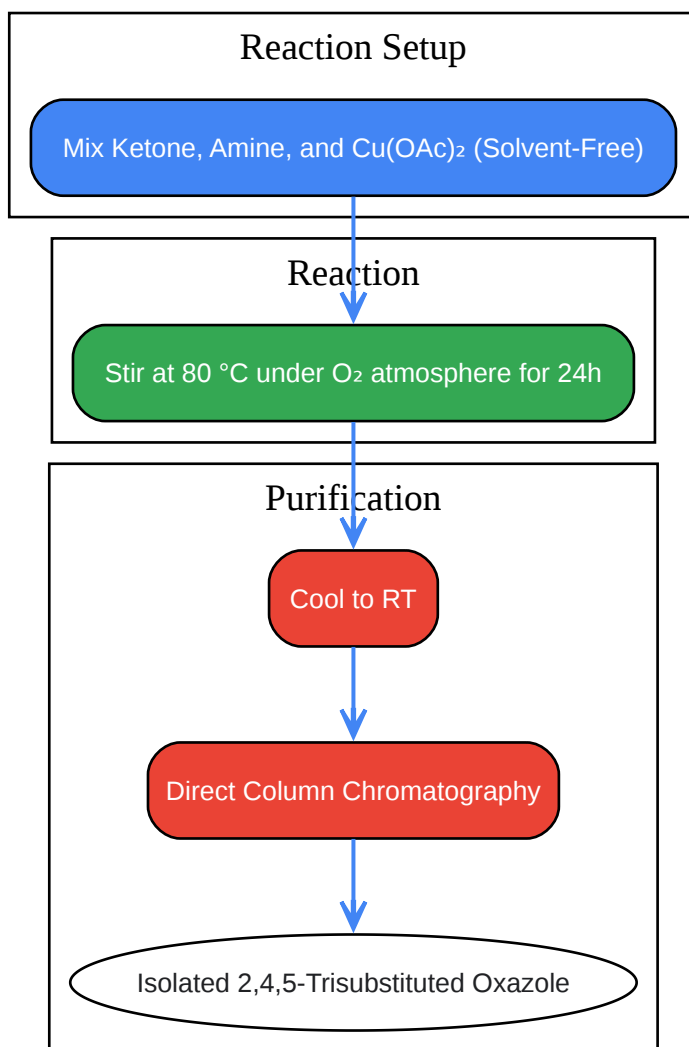 Reaction Setup
Mix Ketone, Amine, and Cu(OAc)₂ (Solvent-Free)
Reaction
Stir at 80 °C under O₂ atmosphere for 24h
Purification
Cool to RT
Direct Column Chromatography
Isolated 2,4,5-Trisubstituted Oxazole